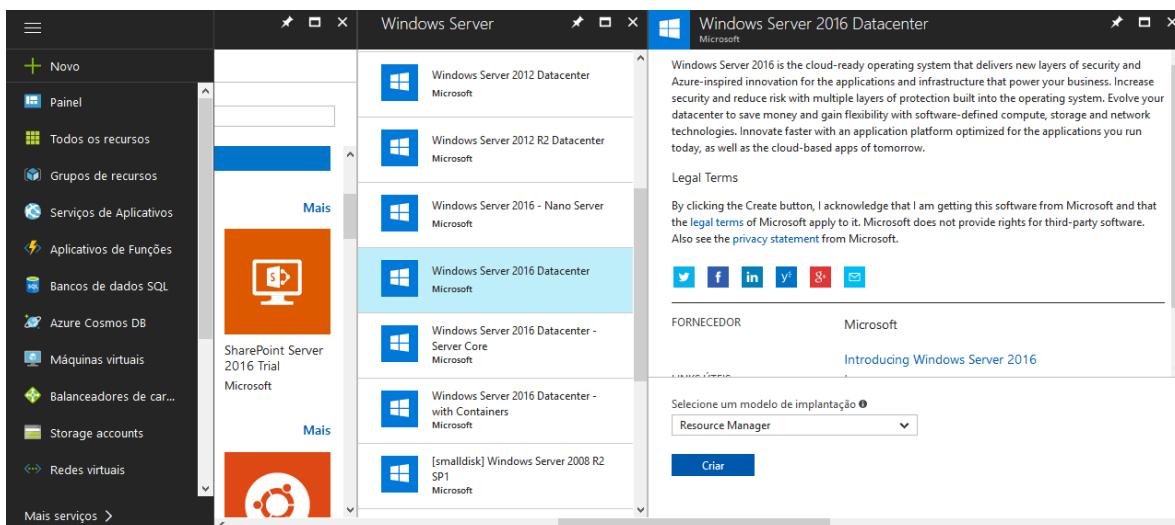 Novo
Painel
Todos os recursos
Grupos de recursos
Serviços de Aplicativos
Aplicativos de Funções
Bancos de dados SQL
Azure Cosmos DB
Máquinas virtuais
Balanceadores de car...
Storage accounts
Redes virtuais
Mais serviços
Mais
SharePoint Server
2016 Trial
Microsoft
Mais
Windows Server
Windows Server 2012 Datacenter
Microsoft
Windows Server 2012 R2 Datacenter
Microsoft
Windows Server 2016 - Nano Server
Microsoft
Windows Server 2016 Datacenter
Microsoft
Windows Server 2016 Datacenter -
Server Core
Microsoft
Windows Server 2016 Datacenter -
with Containers
Microsoft
[smalldisk] Windows Server 2008 R2
SP1
Microsoft
Windows Server 2016 Datacenter
Microsoft
Windows Server 2016 is the cloud-ready operating system that delivers new layers of security and
Azure-inspired innovation for the applications and infrastructure that power your business. Increase
security and reduce risk with multiple layers of protection built into the operating system. Evolve your
datacenter to save money and gain flexibility with software-defined compute, storage and network
technologies. Innovate faster with an application platform optimized for the applications you run
today, as well as the cloud-based apps of tomorrow.
Legal Terms
By clicking the Create button, I acknowledge that I am getting this software from Microsoft and that
the legal terms of Microsoft apply to it. Microsoft does not provide rights for third-party software.
Also see the privacy statement from Microsoft.
FORNECEDOR
Microsoft
Introducing Windows Server 2016
Selecione um modelo de implantação
Resource Manager
Criar